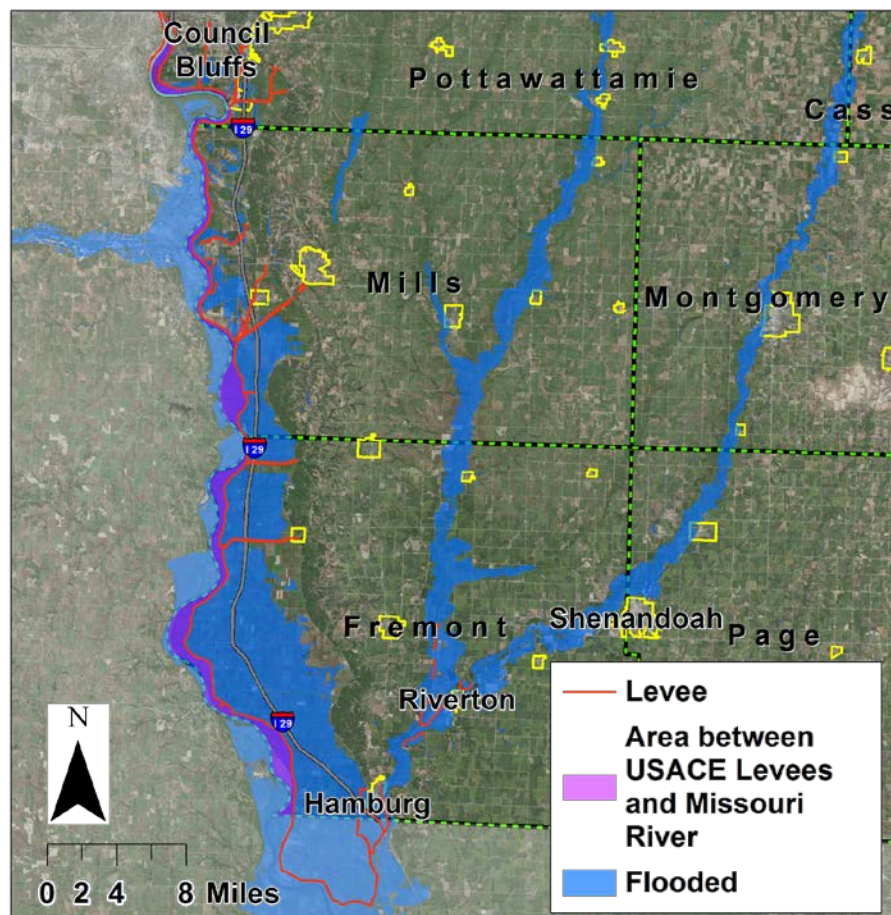 Council
Bluffs
Pottawattamie
Cass
I 29
Mills
Montgomery
I 29
Fremont
Shenandoah
Page
Riverton
I 29
Hamburg
N
0 2 4 8 Miles
Levee
Area between
USACE Levees
and Missouri
River
Flooded